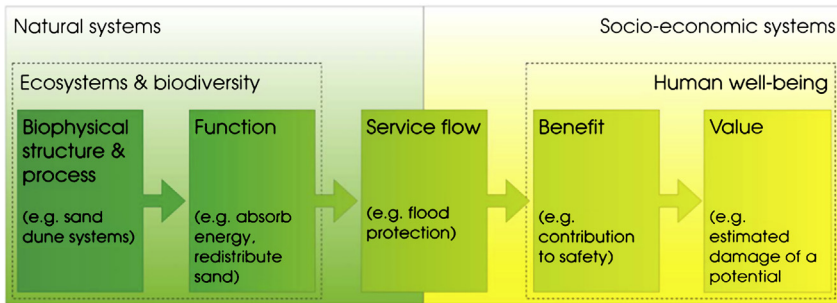 Natural systems
Socio-economic systems
Ecosystems & biodiversity
Human well-being
Biophysical
structure &
process
(e.g. sand
dune systems)
Function
(e.g. absorb
energy,
redistribute
sand)
Service flow
(e.g. flood
protection)
Benefit
(e.g.
contribution
to safety)
Value
(e.g.
estimated
damage of a
potential